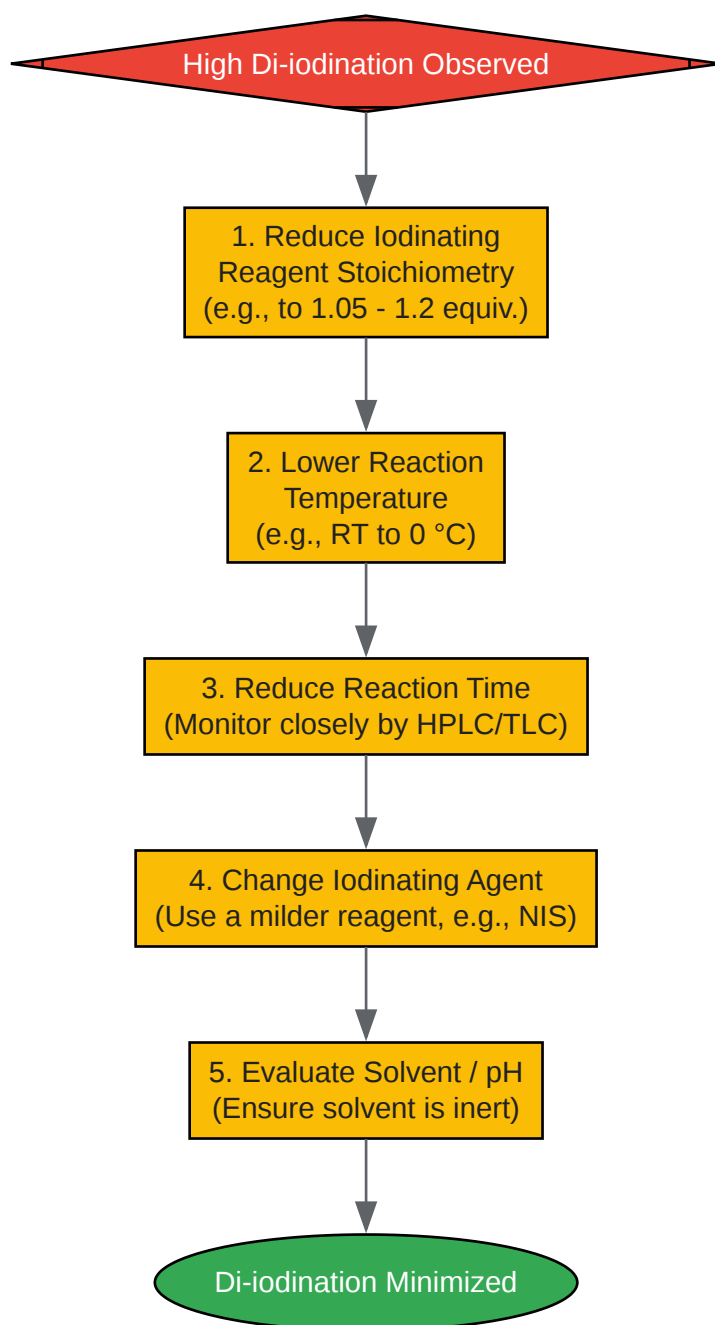 High Di-iodination Observed
1. Reduce Iodinating
Reagent Stoichiometry
(e.g., to 1.05 - 1.2 equiv.)
2. Lower Reaction
Temperature
(e.g., RT to 0 °C)
3. Reduce Reaction Time
(Monitor closely by HPLC/TLC)
4. Change Iodinating Agent
(Use a milder reagent, e.g., NIS)
5. Evaluate Solvent / pH
(Ensure solvent is inert)
Di-iodination Minimized